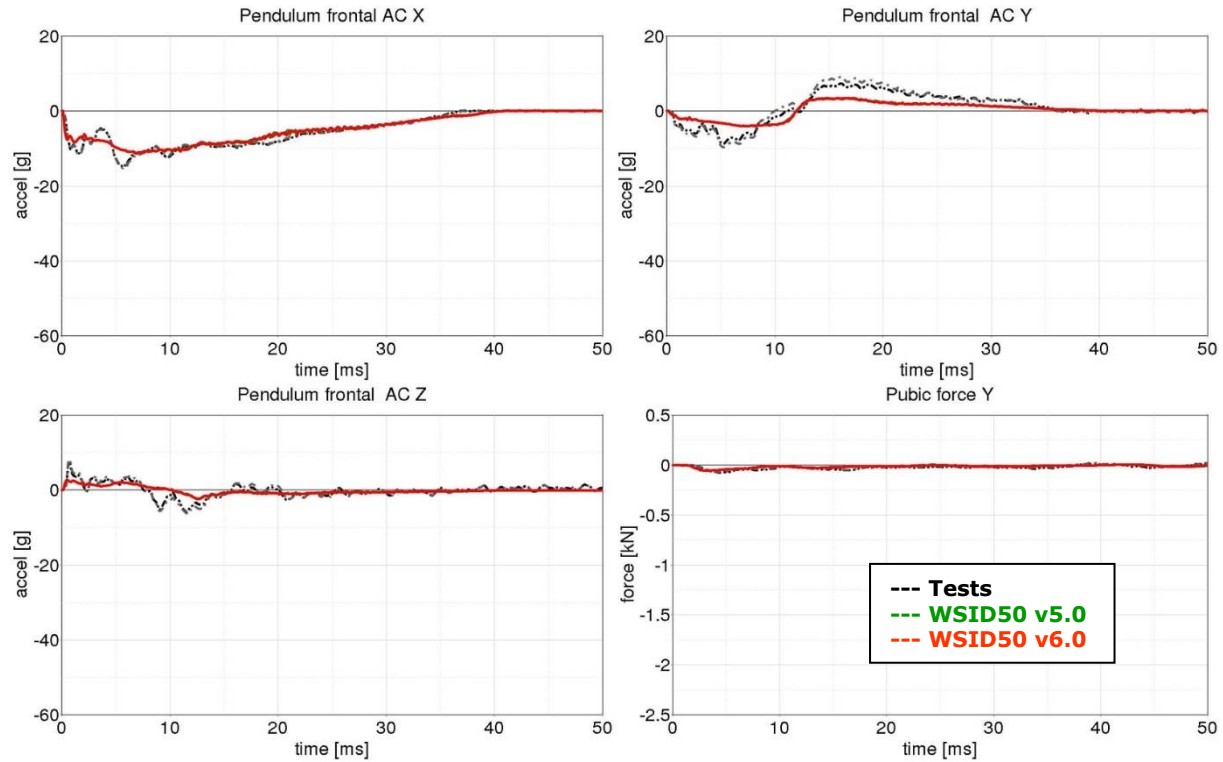 Pendulum frontal AC X
20
0
-20
-40
-60
accel [g]
0 10 20 30 40 50
time [ms]
Pendulum frontal AC Y
20
0
-20
-40
-60
accel [g]
0 10 20 30 40 50
time [ms]
Pendulum frontal AC Z
20
0
-20
-40
-60
accel [g]
0 10 20 30 40 50
time [ms]
Pubic force Y
0.5
0
-0.5
-1
-1.5
-2
-2.5
force [kN]
0 10 20 30 40 50
time [ms]
Tests
WSID50 v5.0
WSID50 v6.0